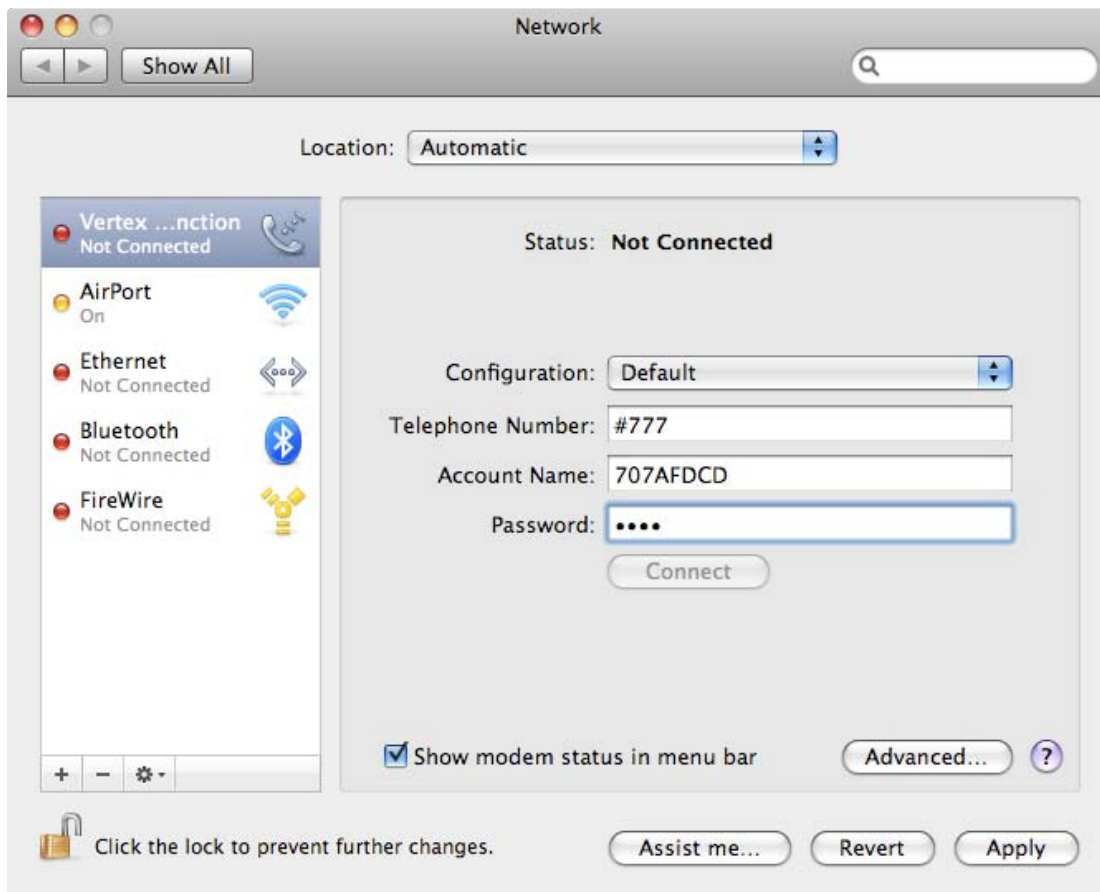 Network
Show All
Location: Automatic
Vertex ...nction
Not Connected
Status: Not Connected
AirPort
On
Ethernet
Not Connected
Configuration: Default
Bluetooth
Not Connected
Telephone Number: #777
Account Name: 707AFDCD
FireWire
Not Connected
Password: ••••
Connect
Show modem status in menu bar
Advanced...
?
Click the lock to prevent further changes.
Assist me...
Revert
Apply